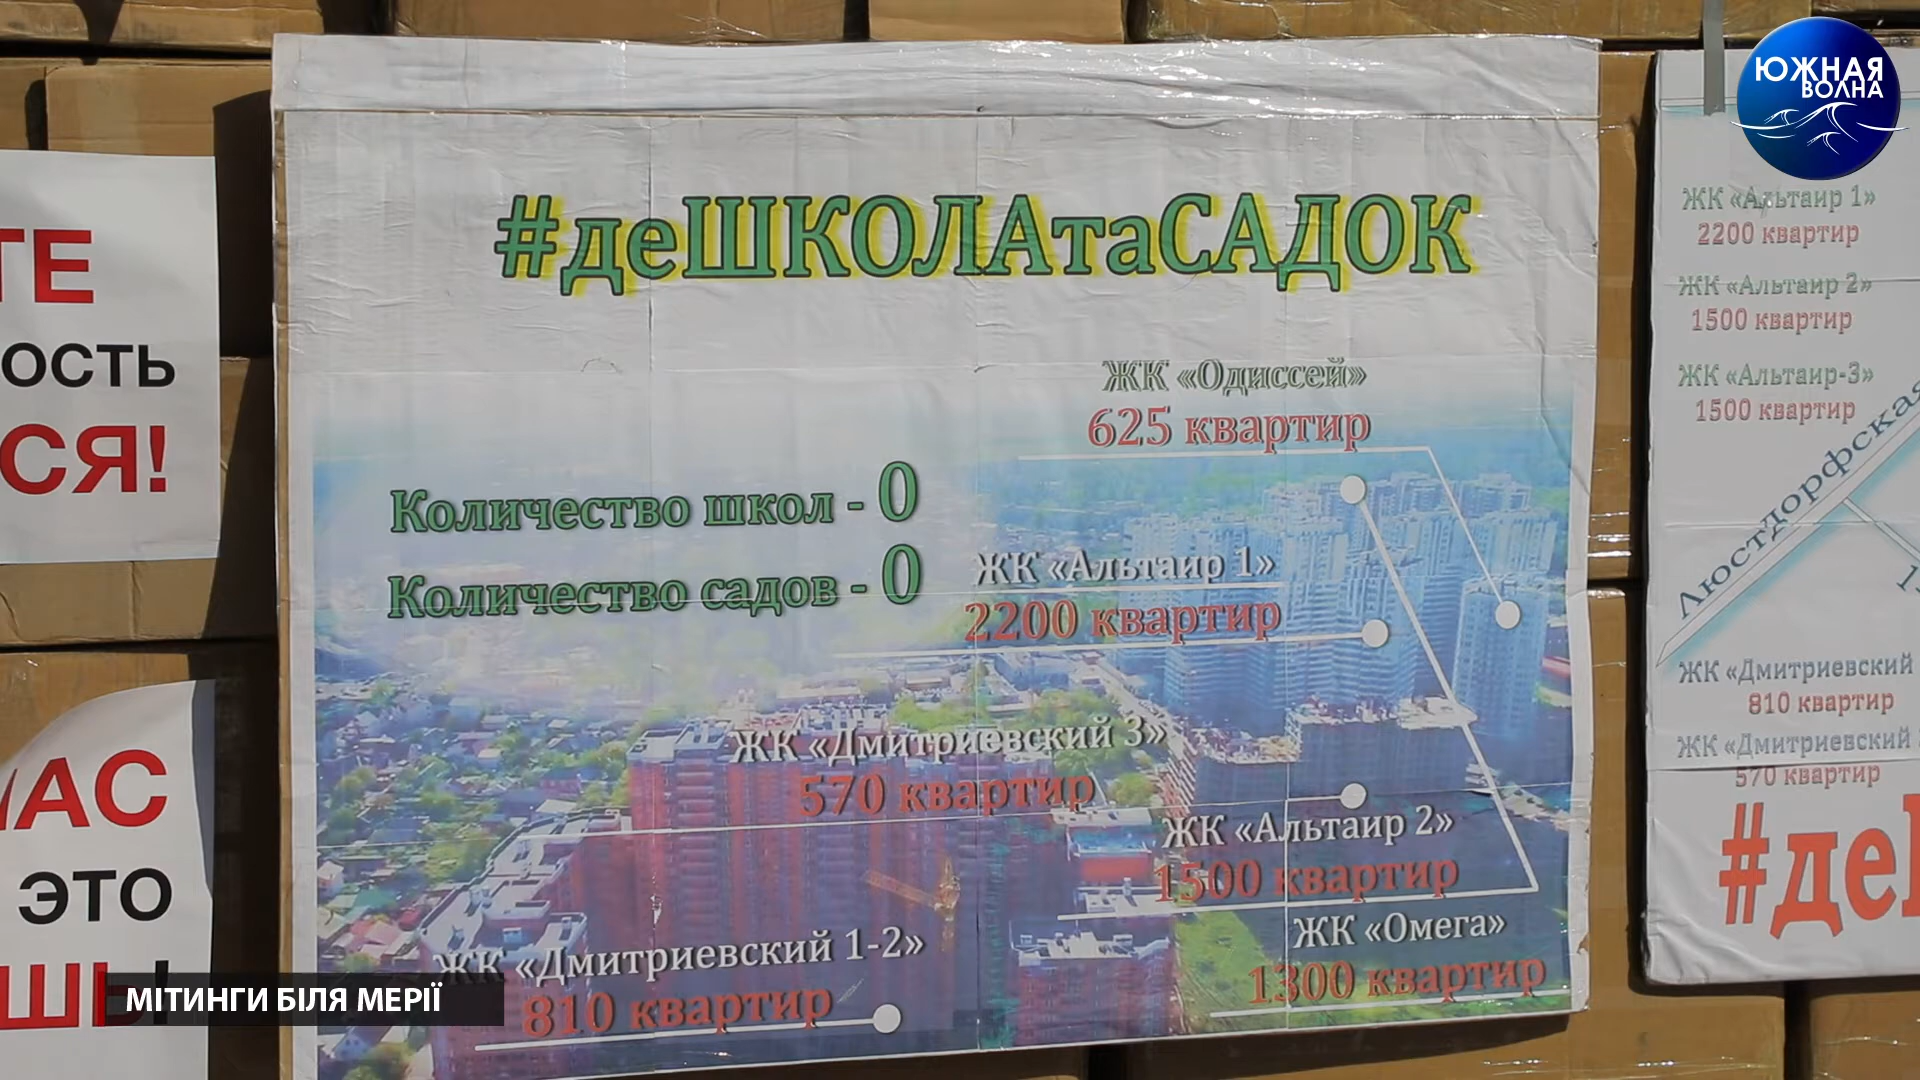 ТЕ
ОСТЬ
СЯ!
НАС
ЭТО
#деШКОЛАтаСАДОК
ЖК «Одиссей»
625 квартир
Количество школ - 0
Количество садов - 0
ЖК «Альтаир 1»
2200 квартир
ЖК «Дмитриевский 3»
570 квартир
ЖК «Альтаир 2»
1500 квартир
ЖК «Омега»
1300 квартир
ЖК «Дмитриевский 1-2»
810 квартир
ЮЖНАЯ
ВОЛНА
ЖК «Альтаир 1»
2200 квартир
ЖК «Альтаир 2»
1500 квартир
ЖК «Альтаир-3»
1500 квартир
Люстдорфская
ЖК «Дмитриевский
810 квартир
ЖК «Дмитриевский
570 квартир
#де
МІТИНГИ БІЛЯ МЕРІЇ